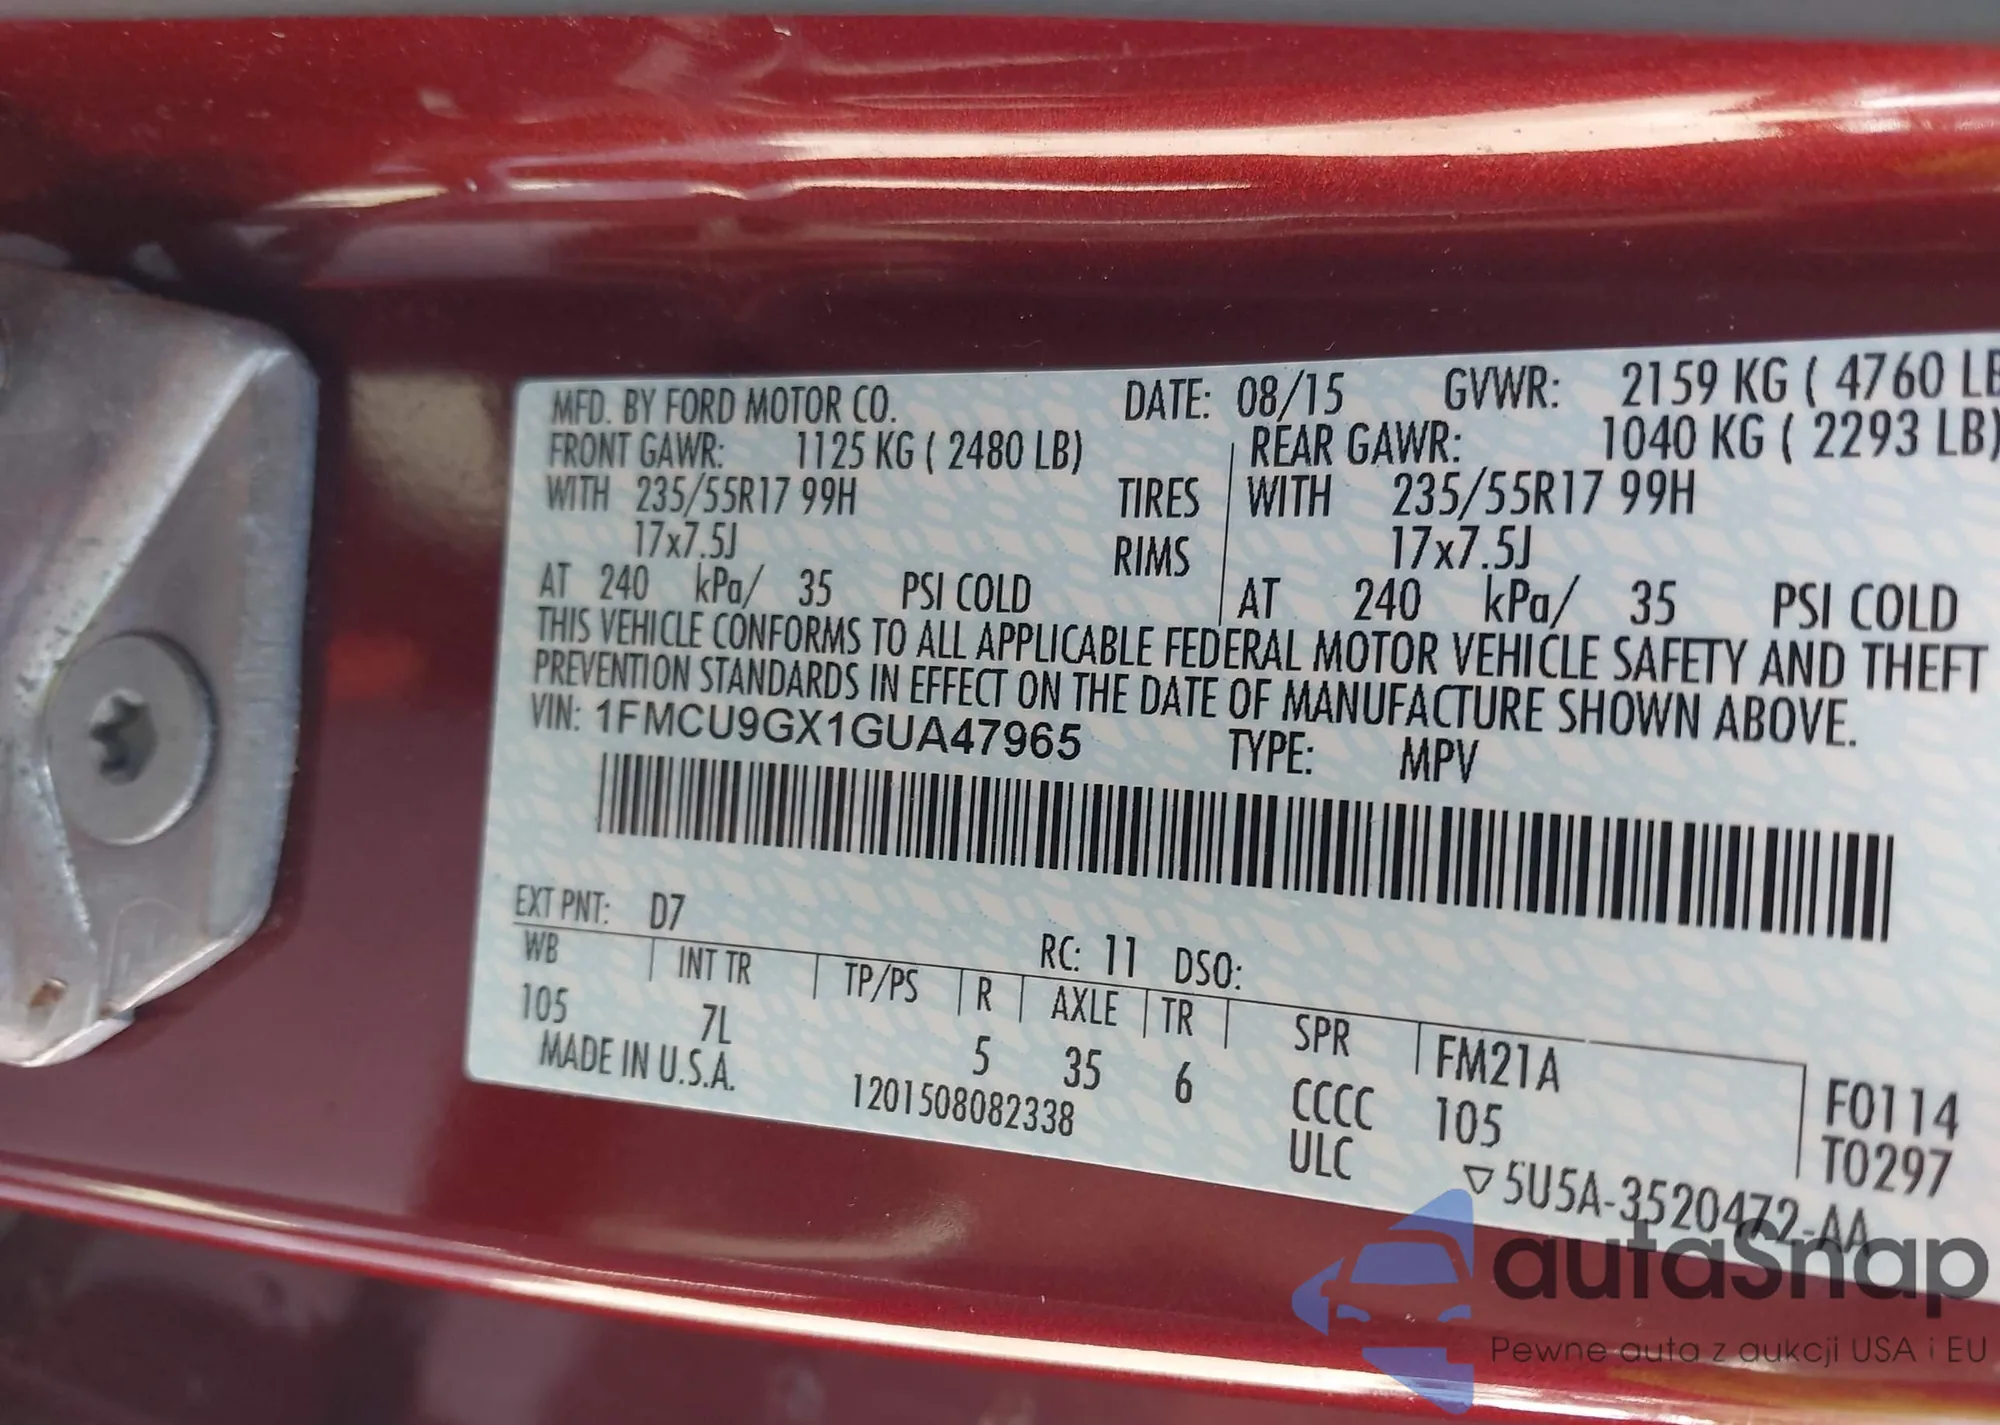 MFD. BY FORD MOTOR CO. DATE: 08/15 GVWR: 2159 KG ( 4760 LB
FRONT GAWR: 1125 KG ( 2480 LB) REAR GAWR: 1040 KG ( 2293 LB)
WITH 235/55R17 99H TIRES WITH 235/55R17 99H
17x7.5J RIMS 17x7.5J
AT 240 kPa/ 35 PSI COLD AT 240 kPa/ 35 PSI COLD
THIS VEHICLE CONFORMS TO ALL APPLICABLE FEDERAL MOTOR VEHICLE SAFETY AND THEFT
PREVENTION STANDARDS IN EFFECT ON THE DATE OF MANUFACTURE SHOWN ABOVE.
VIN: 1FMCU9GX1GUA47965 TYPE: MPV
EXT PNT: D7 RC: 11 DSO:
WB INT TR TP/PS R AXLE TR SPR FM21A
105 7L 5 35 6 CCCC 105 F0114
MADE IN U.S.A. 1201508082338 ULC T0297
▽5U5A-3520472-AA
autaSnap
Pewne auta z aukcji USA i EU